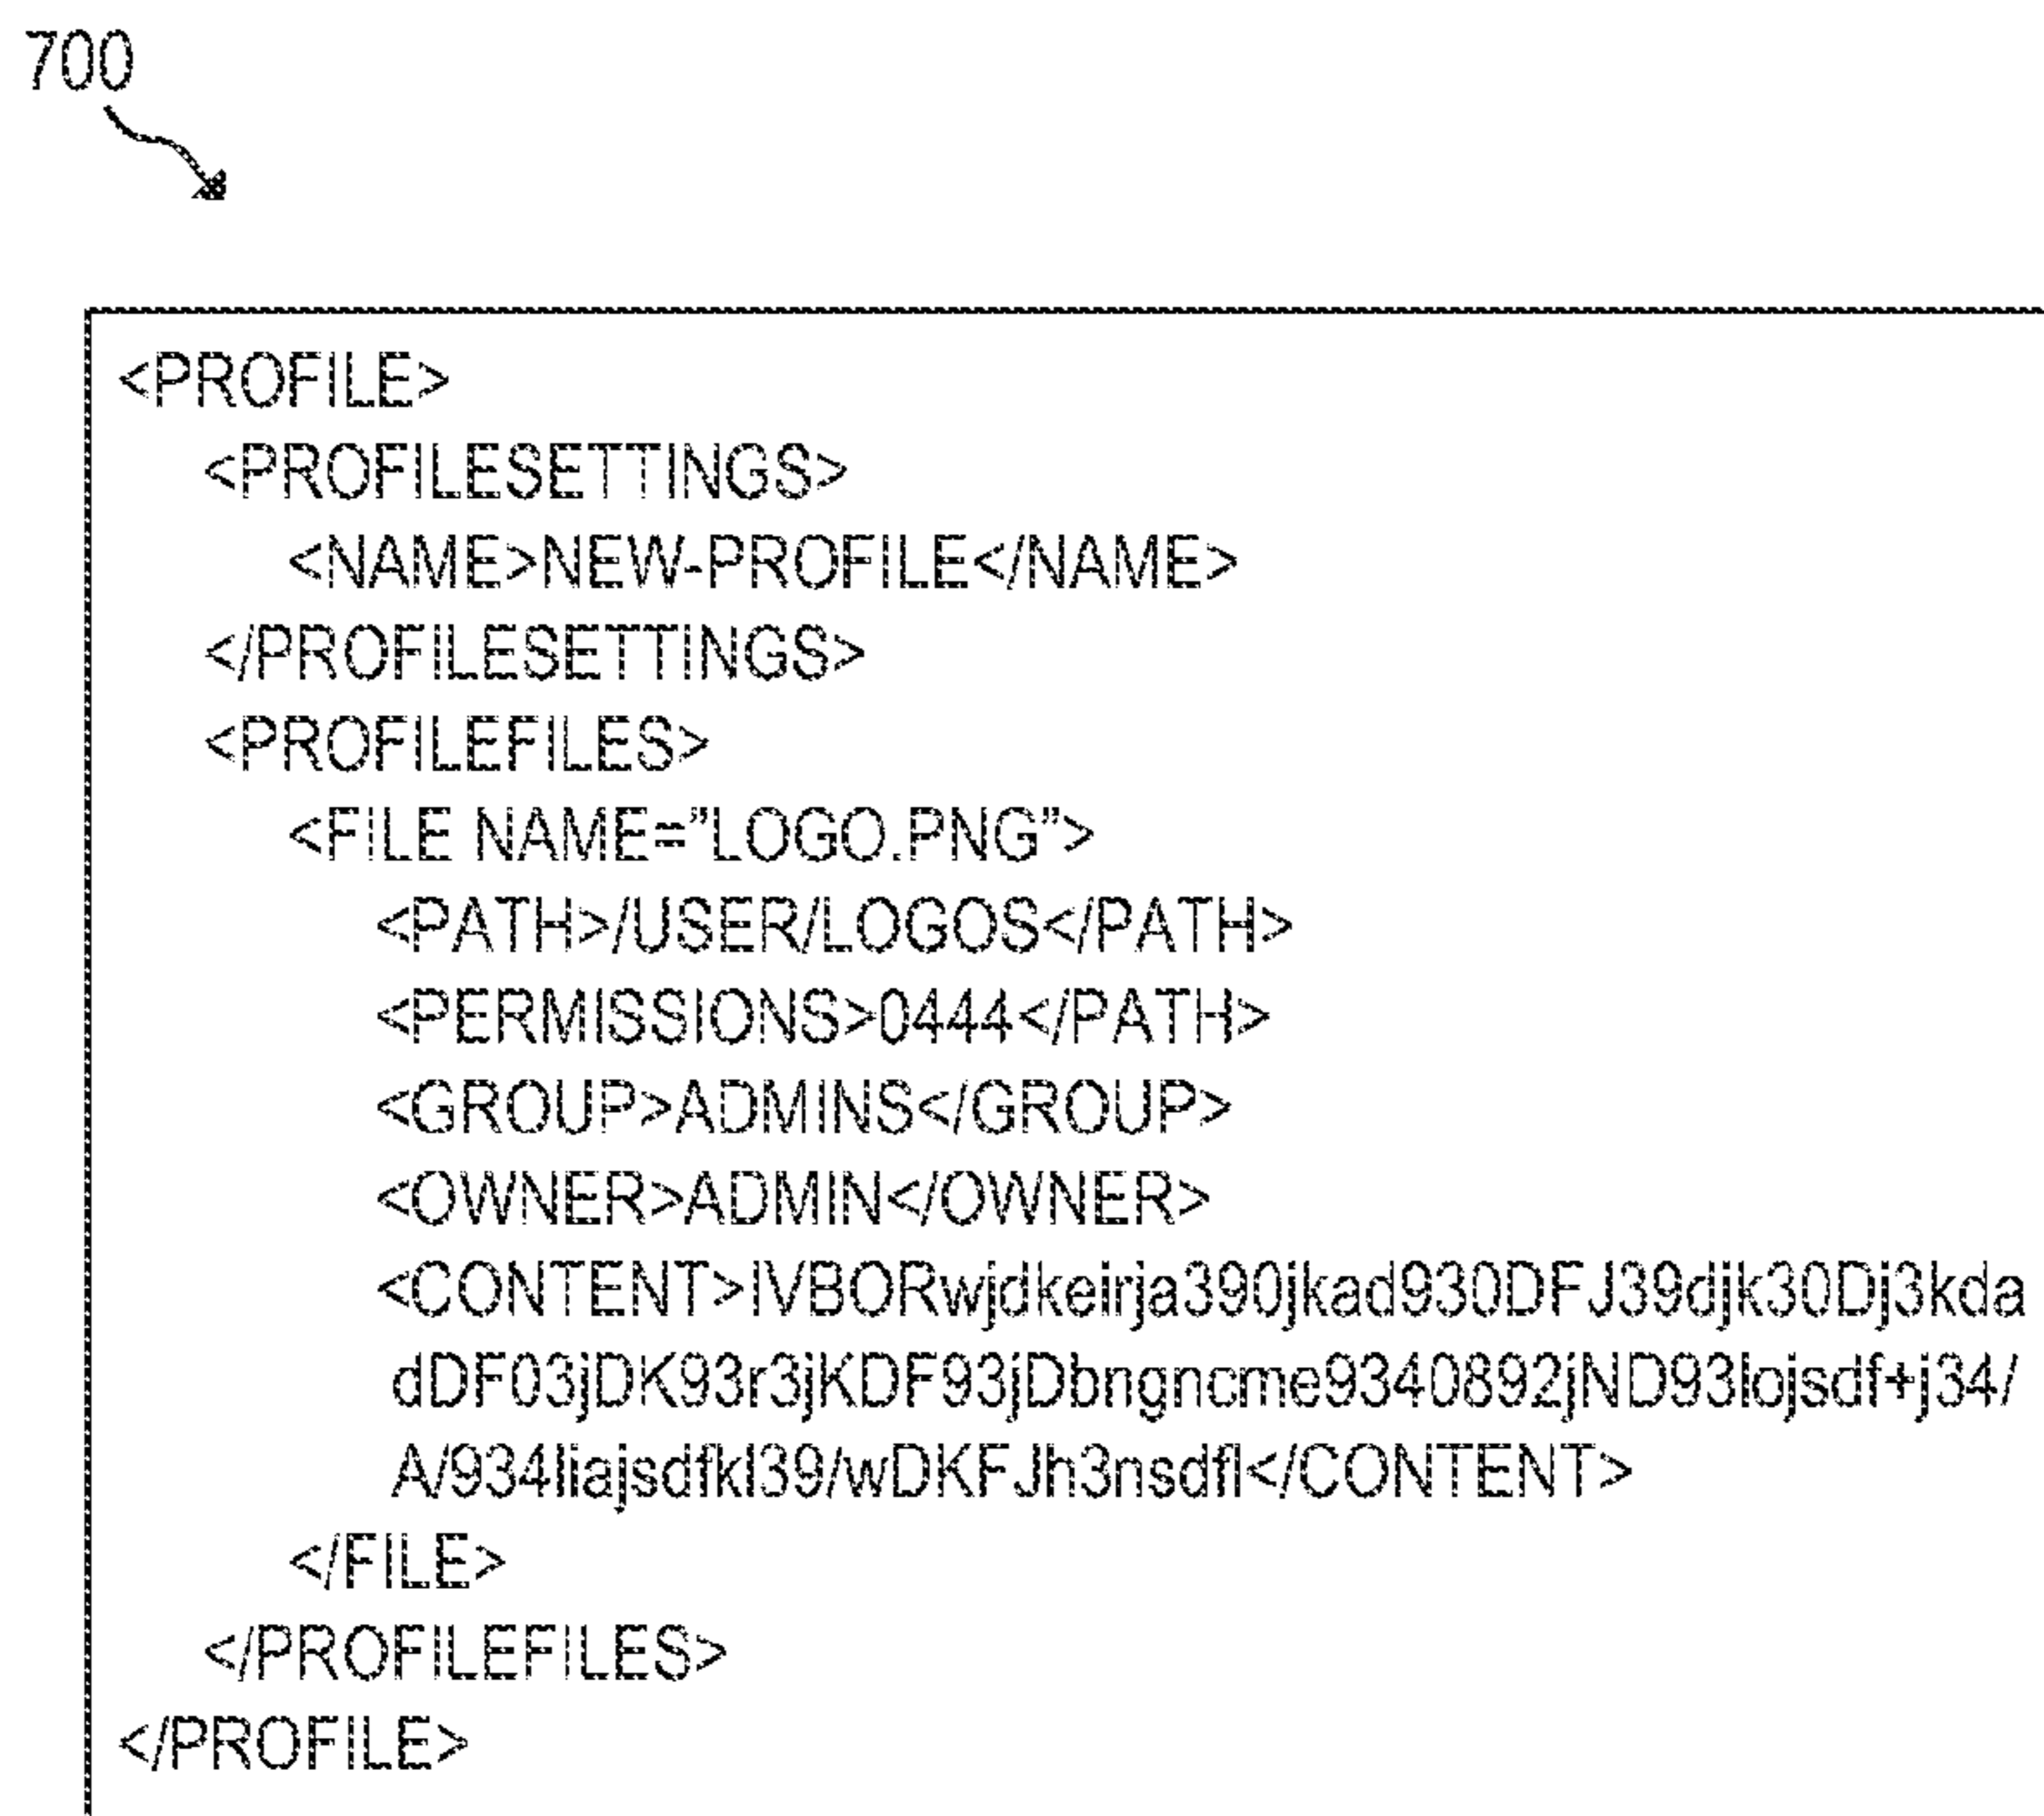 700
<PROFILE>
<PROFILESETTINGS>
<NAME>NEW-PROFILE</NAME>
</PROFILESETTINGS>
<PROFILEFILES>
<FILE NAME=”LOGO.PNG”>
<PATH>/USER/LOGOS</PATH>
<PERMISSIONS>0444</PATH>
<GROUP>ADMINS</GROUP>
<OWNER>ADMIN</OWNER>
<CONTENT>IVBORwjdkeirja390jkad930DFJ39djk30Dj3kda
dDF03jDK93r3jKDF93jDbngncme9340892jND93lojsdf+j34/
A/934liajsdfkl39/wDKFJh3nsdfl</CONTENT>
</FILE>
</PROFILEFILES>
</PROFILE>